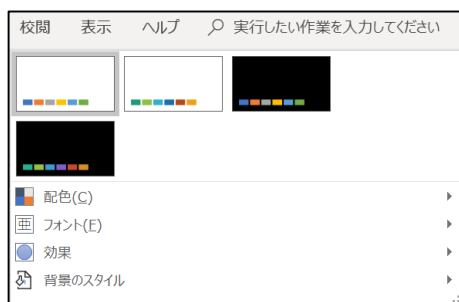 校閲 表示 ヘルプ 実行したい作業を入力してください
配色(C)
亜 フォント(F)
効果
背景のスタイル